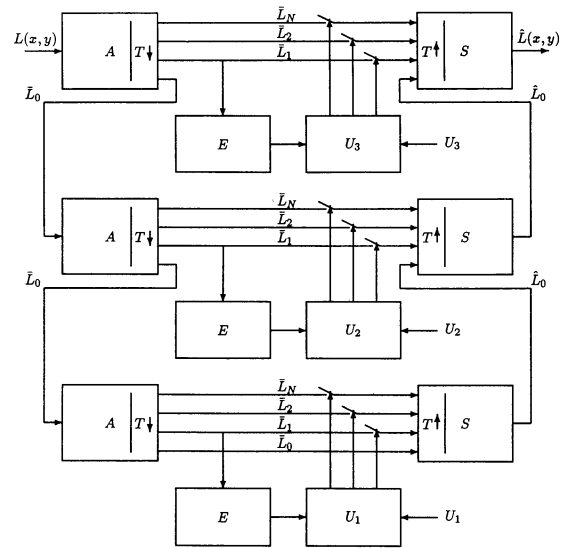 L(x, y)
A T↓
L̄_N
L̄_2
L̄_1
T↑ S
L̂(x, y)
L̄_0
L̂_0
E
U_3
U_3
A T↓
L̄_N
L̄_2
L̄_1
T↑ S
L̄_0
L̂_0
E
U_2
U_2
A T↓
L̄_N
L̄_2
L̄_1
L̄_0
T↑ S
E
U_1
U_1